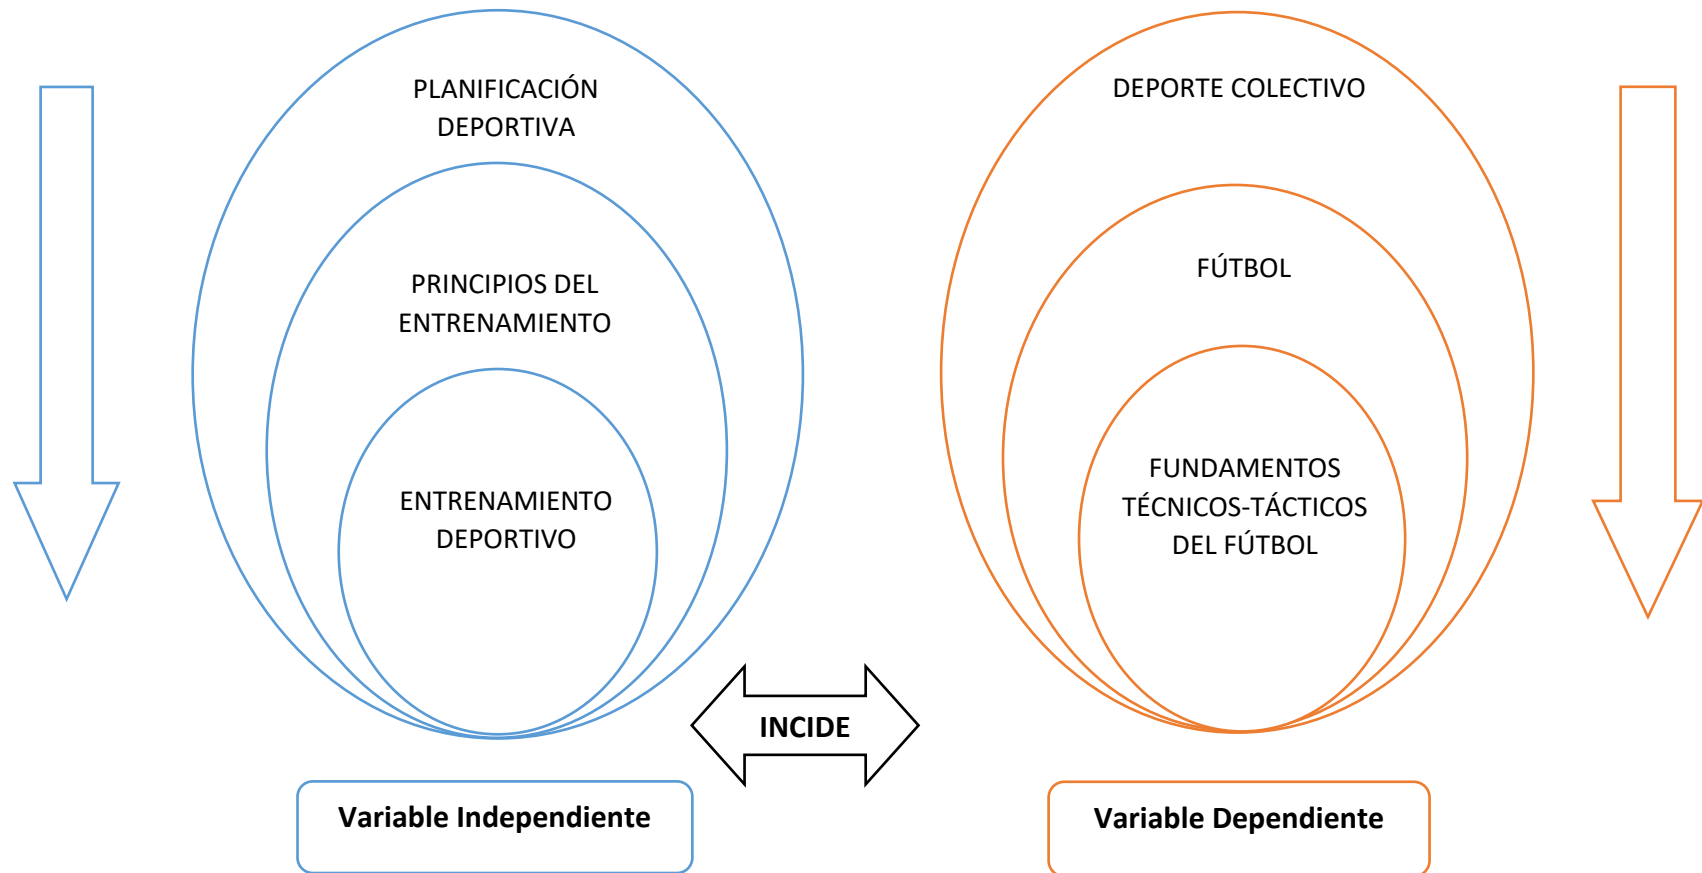 PLANIFICACIÓN
DEPORTIVA
PRINCIPIOS DEL
ENTRENAMIENTO
ENTRENAMIENTO
DEPORTIVO
DEPORTE COLECTIVO
FÚTBOL
FUNDAMENTOS
TÉCNICOS-TÁCTICOS
DEL FÚTBOL
INCIDE
Variable Independiente
Variable Dependiente